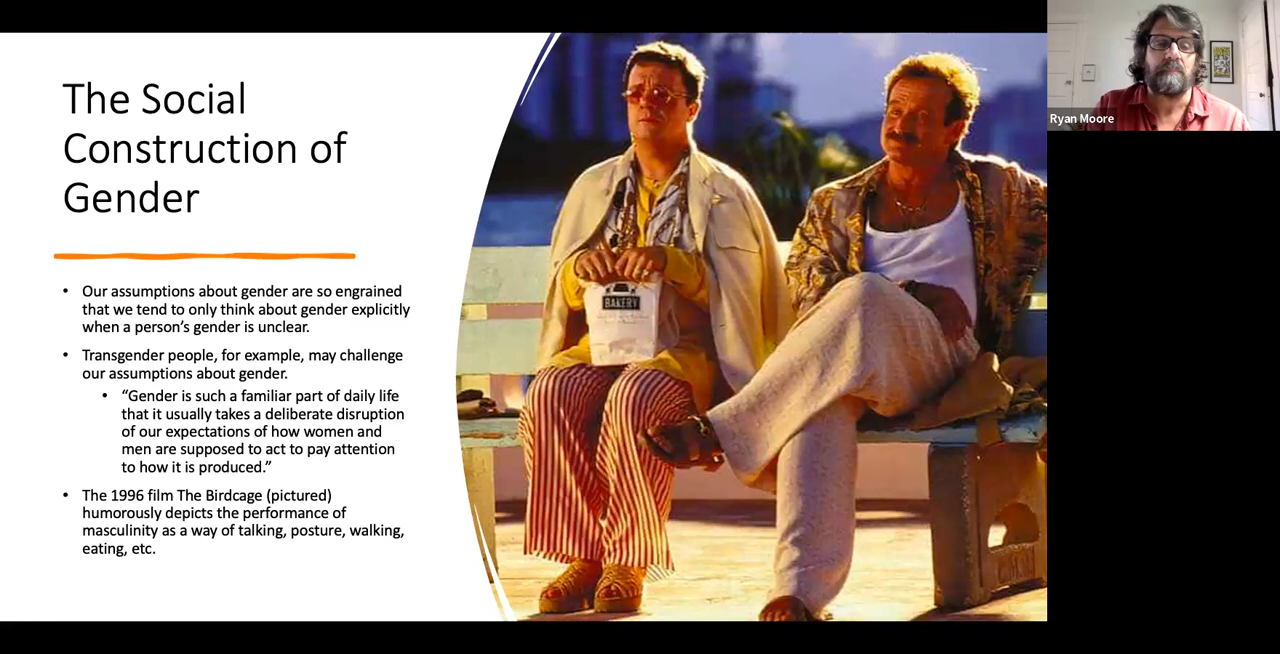 The Social
Construction of
Gender
• Our assumptions about gender are so engrained
that we tend to only think about gender explicitly
when a person’s gender is unclear.
• Transgender people, for example, may challenge
our assumptions about gender.
• “Gender is such a familiar part of daily life
that it usually takes a deliberate disruption
of our expectations of how women and
men are supposed to act to pay attention
to how it is produced.”
• The 1996 film The Birdcage (pictured)
humorously depicts the performance of
masculinity as a way of talking, posture, walking,
eating, etc.
BAKERY
Ryan Moore